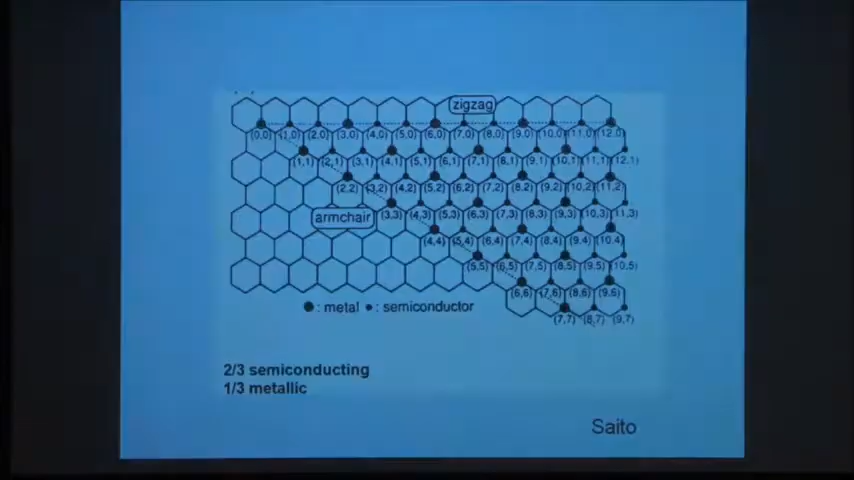 zigzag
(0,0) (1,0) (2,0) (3,0) (4,0) (5,0) (6,0) (7,0) (8,0) (9,0) (10,0) (11,0) (12,0)
(1,1) (2,1) (3,1) (4,1) (5,1) (6,1) (7,1) (8,1) (9,1) (10,1) (11,1) (12,1)
(2,2) (3,2) (4,2) (5,2) (6,2) (7,2) (8,2) (9,2) (10,2) (11,2)
armchair (3,3) (4,3) (5,3) (6,3) (7,3) (8,3) (9,3) (10,3) (11,3)
(4,4) (5,4) (6,4) (7,4) (8,4) (9,4) (10,4)
(5,5) (6,5) (7,5) (8,5) (9,5) (10,5)
(6,6) (7,6) (8,6) (9,6)
: metal : semiconductor
(7,7) (8,7) (9,7)
2/3 semiconducting
1/3 metallic
Saito